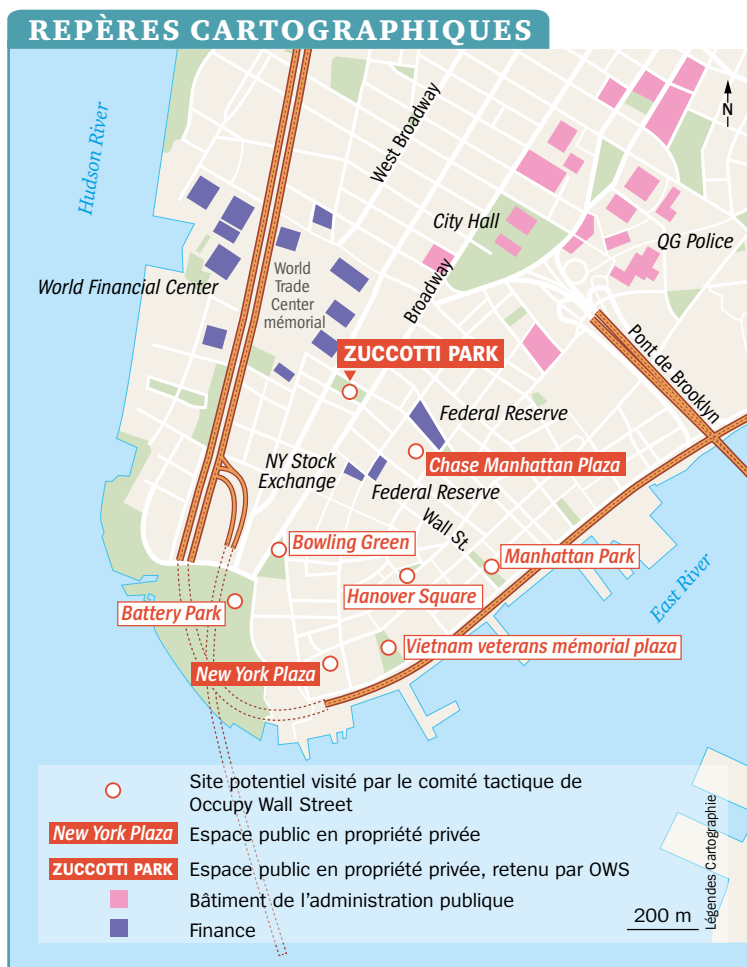 REPÈRES CARTOGRAPHIQUES
Hudson River
West Broadway
N
City Hall
QG Police
World Financial Center
World
Trade
Center
mémorial
Broadway
ZUCCOTTI PARK
Pont de Brooklyn
Federal Reserve
Chase Manhattan Plaza
NY Stock
Exchange
Federal Reserve
Wall St.
Bowling Green
Manhattan Park
Hanover Square
East River
Battery Park
Vietnam veterans mémorial plaza
New York Plaza
Site potentiel visité par le comité tactique de
Occupy Wall Street
New York Plaza Espace public en propriété privée
ZUCCOTTI PARK Espace public en propriété privée, retenu par OWS
Bâtiment de l'administration publique
Finance
200 m
Légendes Cartographie